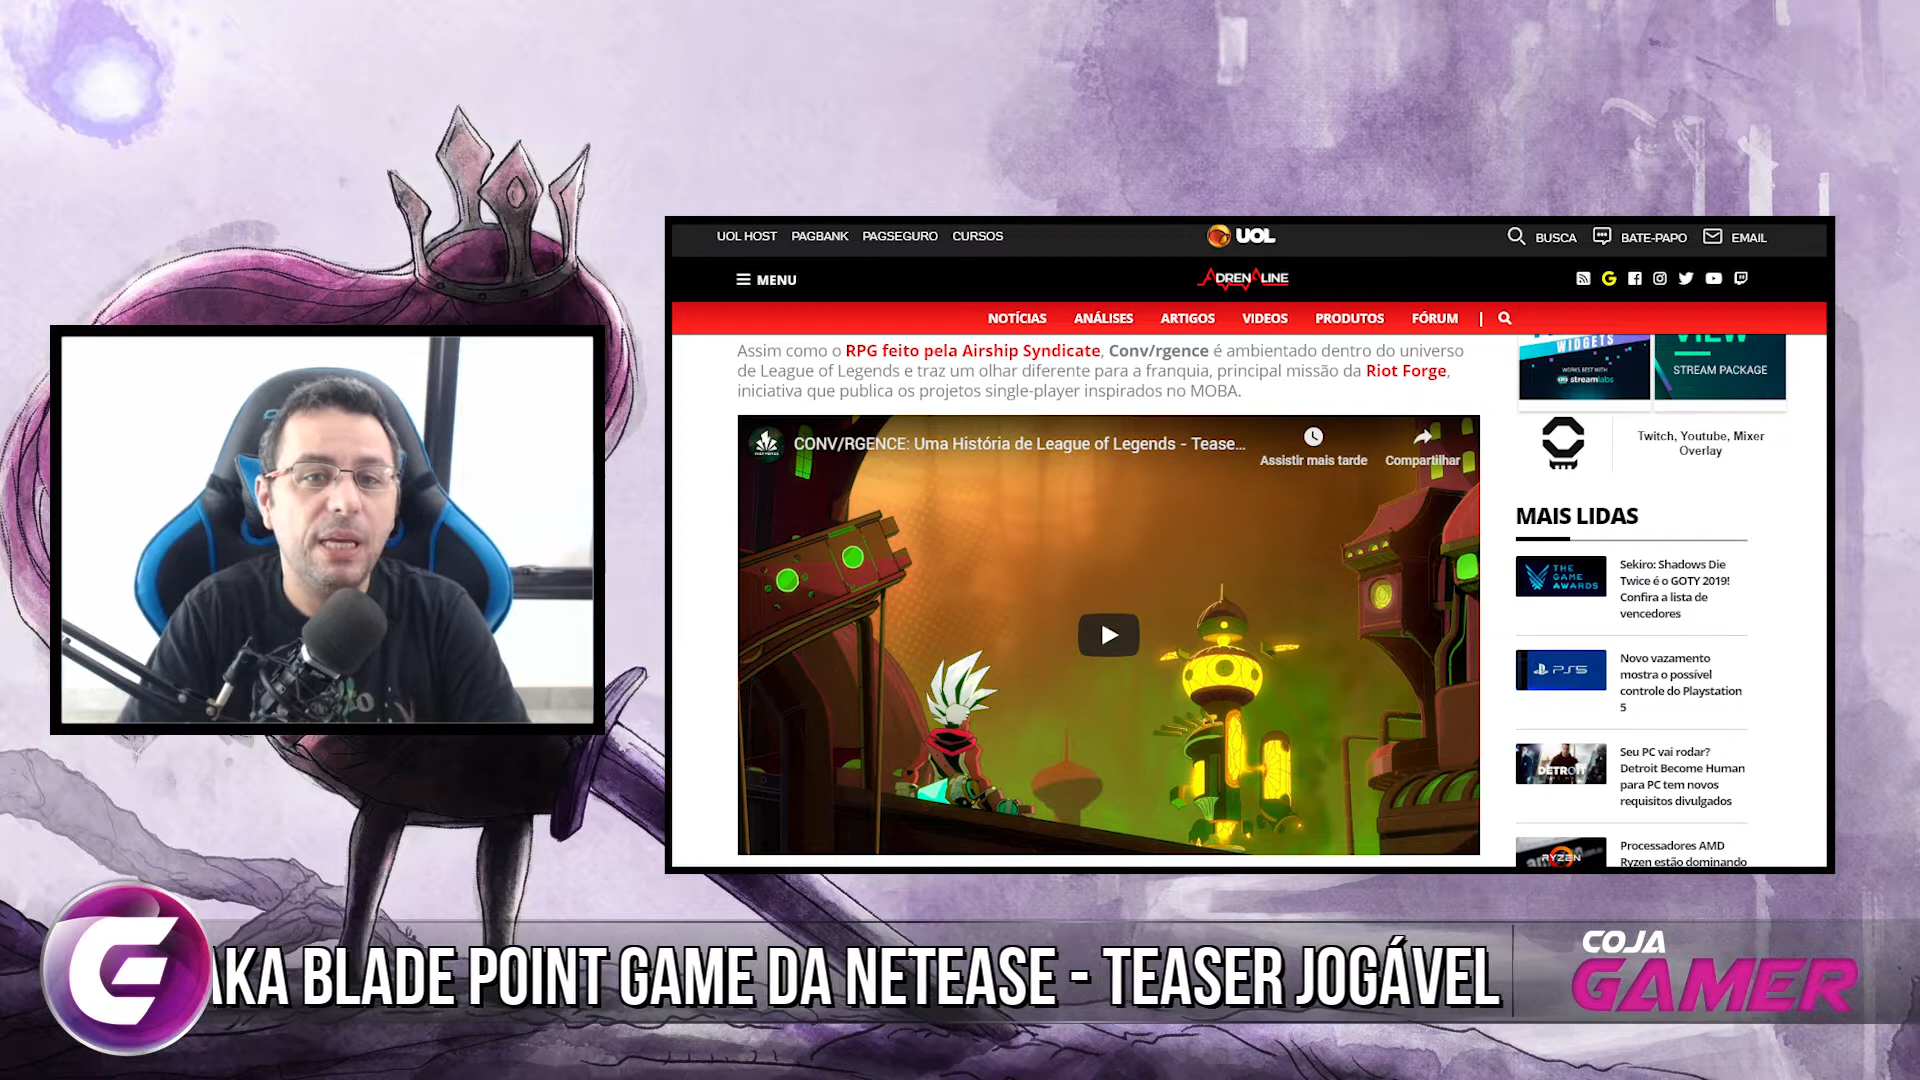 UOL HOST PAGBANK PAGSEGURO CURSOS
UOL
BUSCA BATE-PAPO EMAIL
MENU
ADRENALINE
NOTÍCIAS ANÁLISES ARTIGOS VIDEOS PRODUTOS FÓRUM |
Assim como o RPG feito pela Airship Syndicate, Conv/rgence é ambientado dentro do universo
de League of Legends e traz um olhar diferente para a franquia, principal missão da Riot Forge,
iniciativa que publica os projetos single-player inspirados no MOBA.
CONV/RGENCE: Uma História de League of Legends - Tease...
Assistir mais tarde
Compartilhar
WIDGETS
WORKS BEST WITH
streamlabs
VIEW
STREAM PACKAGE
Twitch, Youtube, Mixer
Overlay
MAIS LIDAS
THE
GAME
AWARDS
Sekiro: Shadows Die
Twice é o GOTY 2019!
Confira a lista de
vencedores
PS5
Novo vazamento
mostra o possível
controle do Playstation
5
DETROIT
Seu PC vai rodar?
Detroit Become Human
para PC tem novos
requisitos divulgados
RYZEN
Processadores AMD
Ryzen estão dominando
AKA BLADE POINT GAME DA NETEASE - TEASER JOGÁVEL
COJA
GAMER